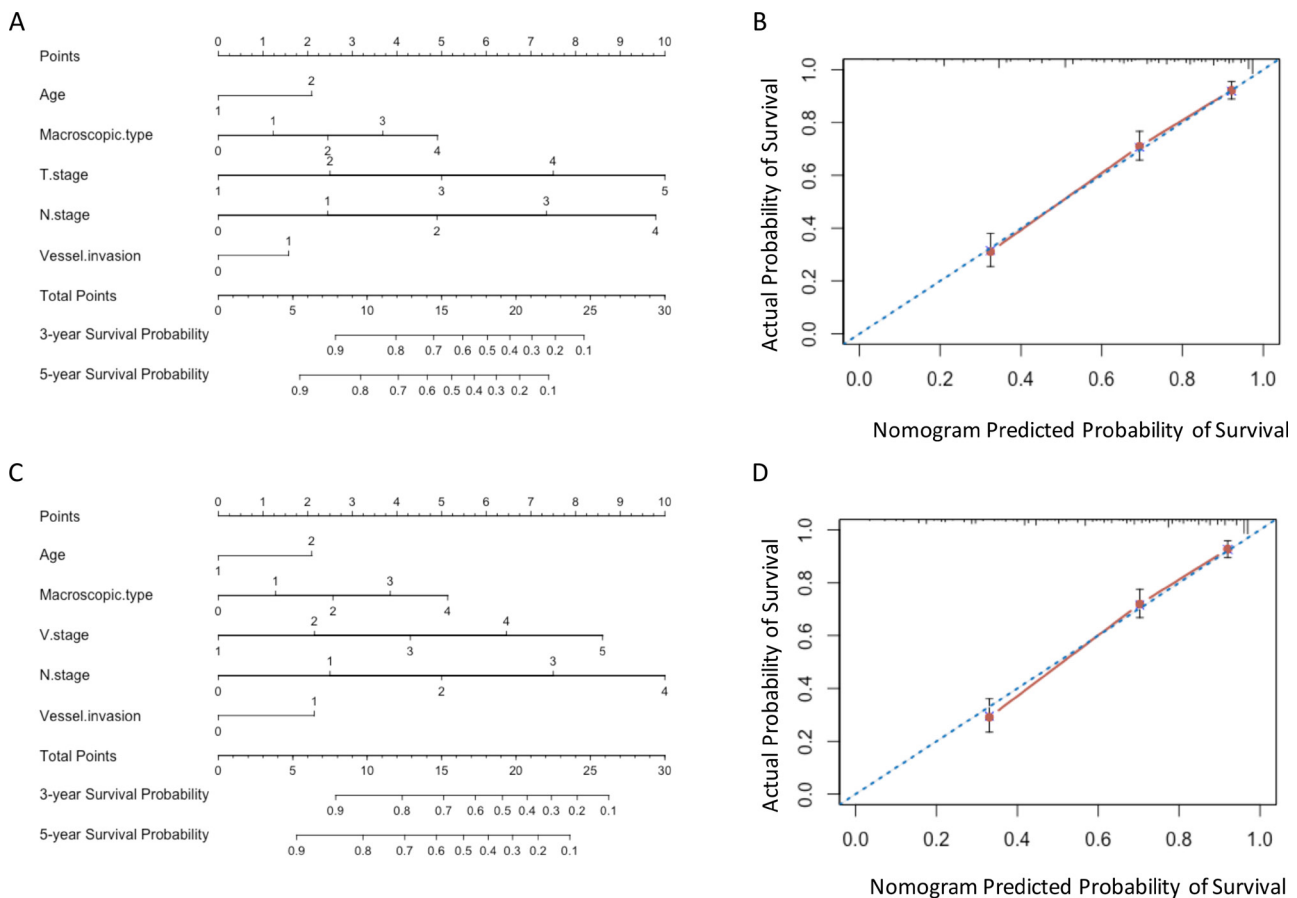 A
0 1 2 3 4 5 6 7 8 9 10
Points
2
Age
1
1 3
Macroscopic.type
0 2 4
2 4
T.stage
1 3 5
1 3
N.stage
0 2 4
1
Vessel.invasion
0
Total Points
0 5 10 15 20 25 30
3-year Survival Probability
0.9 0.8 0.7 0.6 0.5 0.4 0.3 0.2 0.1
5-year Survival Probability
0.9 0.8 0.7 0.6 0.5 0.4 0.3 0.2 0.1
B
Actual Probability of Survival
1.0
0.8
0.6
0.4
0.2
0.0
0.0 0.2 0.4 0.6 0.8 1.0
Nomogram Predicted Probability of Survival
C
0 1 2 3 4 5 6 7 8 9 10
Points
2
Age
1
1 3
Macroscopic.type
0 2 4
2 4
V.stage
1 3 5
1 3
N.stage
0 2 4
1
Vessel.invasion
0
Total Points
0 5 10 15 20 25 30
3-year Survival Probability
0.9 0.8 0.7 0.6 0.5 0.4 0.3 0.2 0.1
5-year Survival Probability
0.9 0.8 0.7 0.6 0.5 0.4 0.3 0.2 0.1
D
Actual Probability of Survival
1.0
0.8
0.6
0.4
0.2
0.0
0.0 0.2 0.4 0.6 0.8 1.0
Nomogram Predicted Probability of Survival